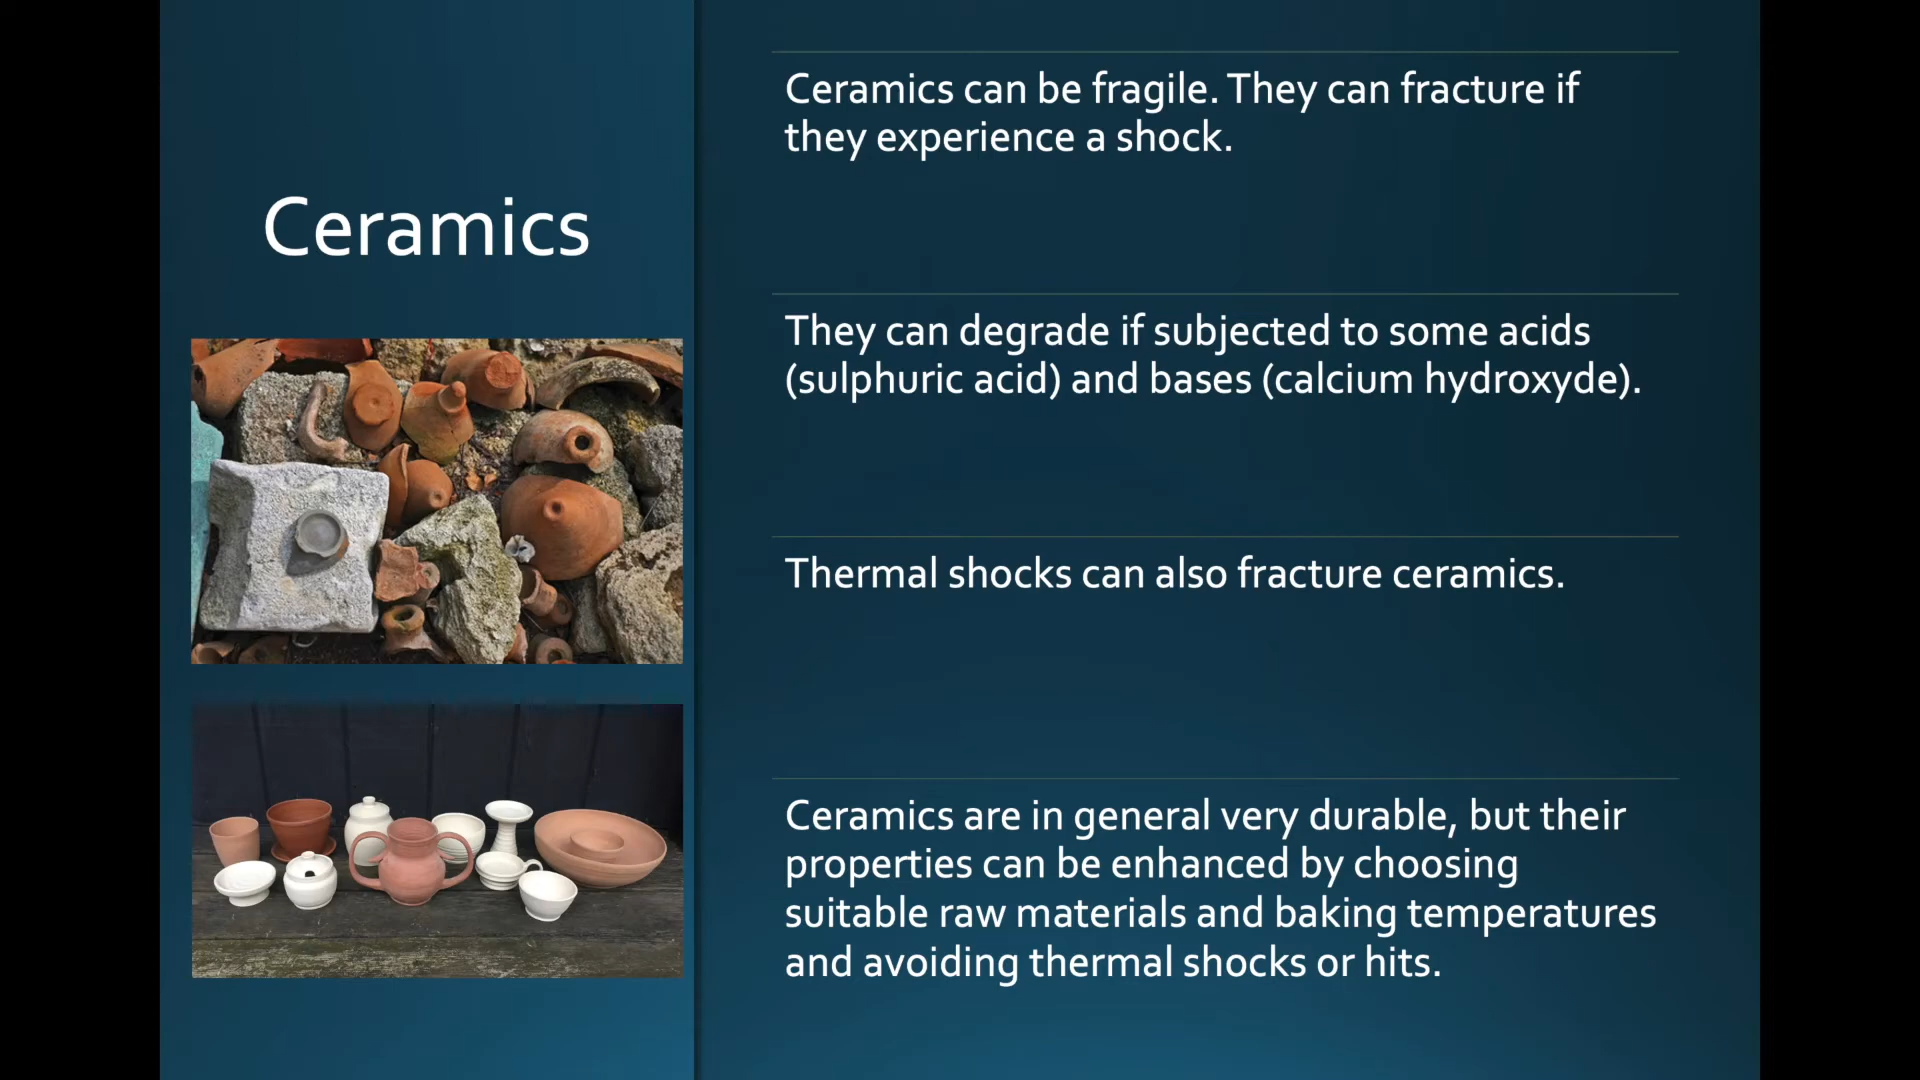 Ceramics
Ceramics can be fragile. They can fracture if
they experience a shock.
They can degrade if subjected to some acids
(sulphuric acid) and bases (calcium hydroxyde).
Thermal shocks can also fracture ceramics.
Ceramics are in general very durable, but their
properties can be enhanced by choosing
suitable raw materials and baking temperatures
and avoiding thermal shocks or hits.